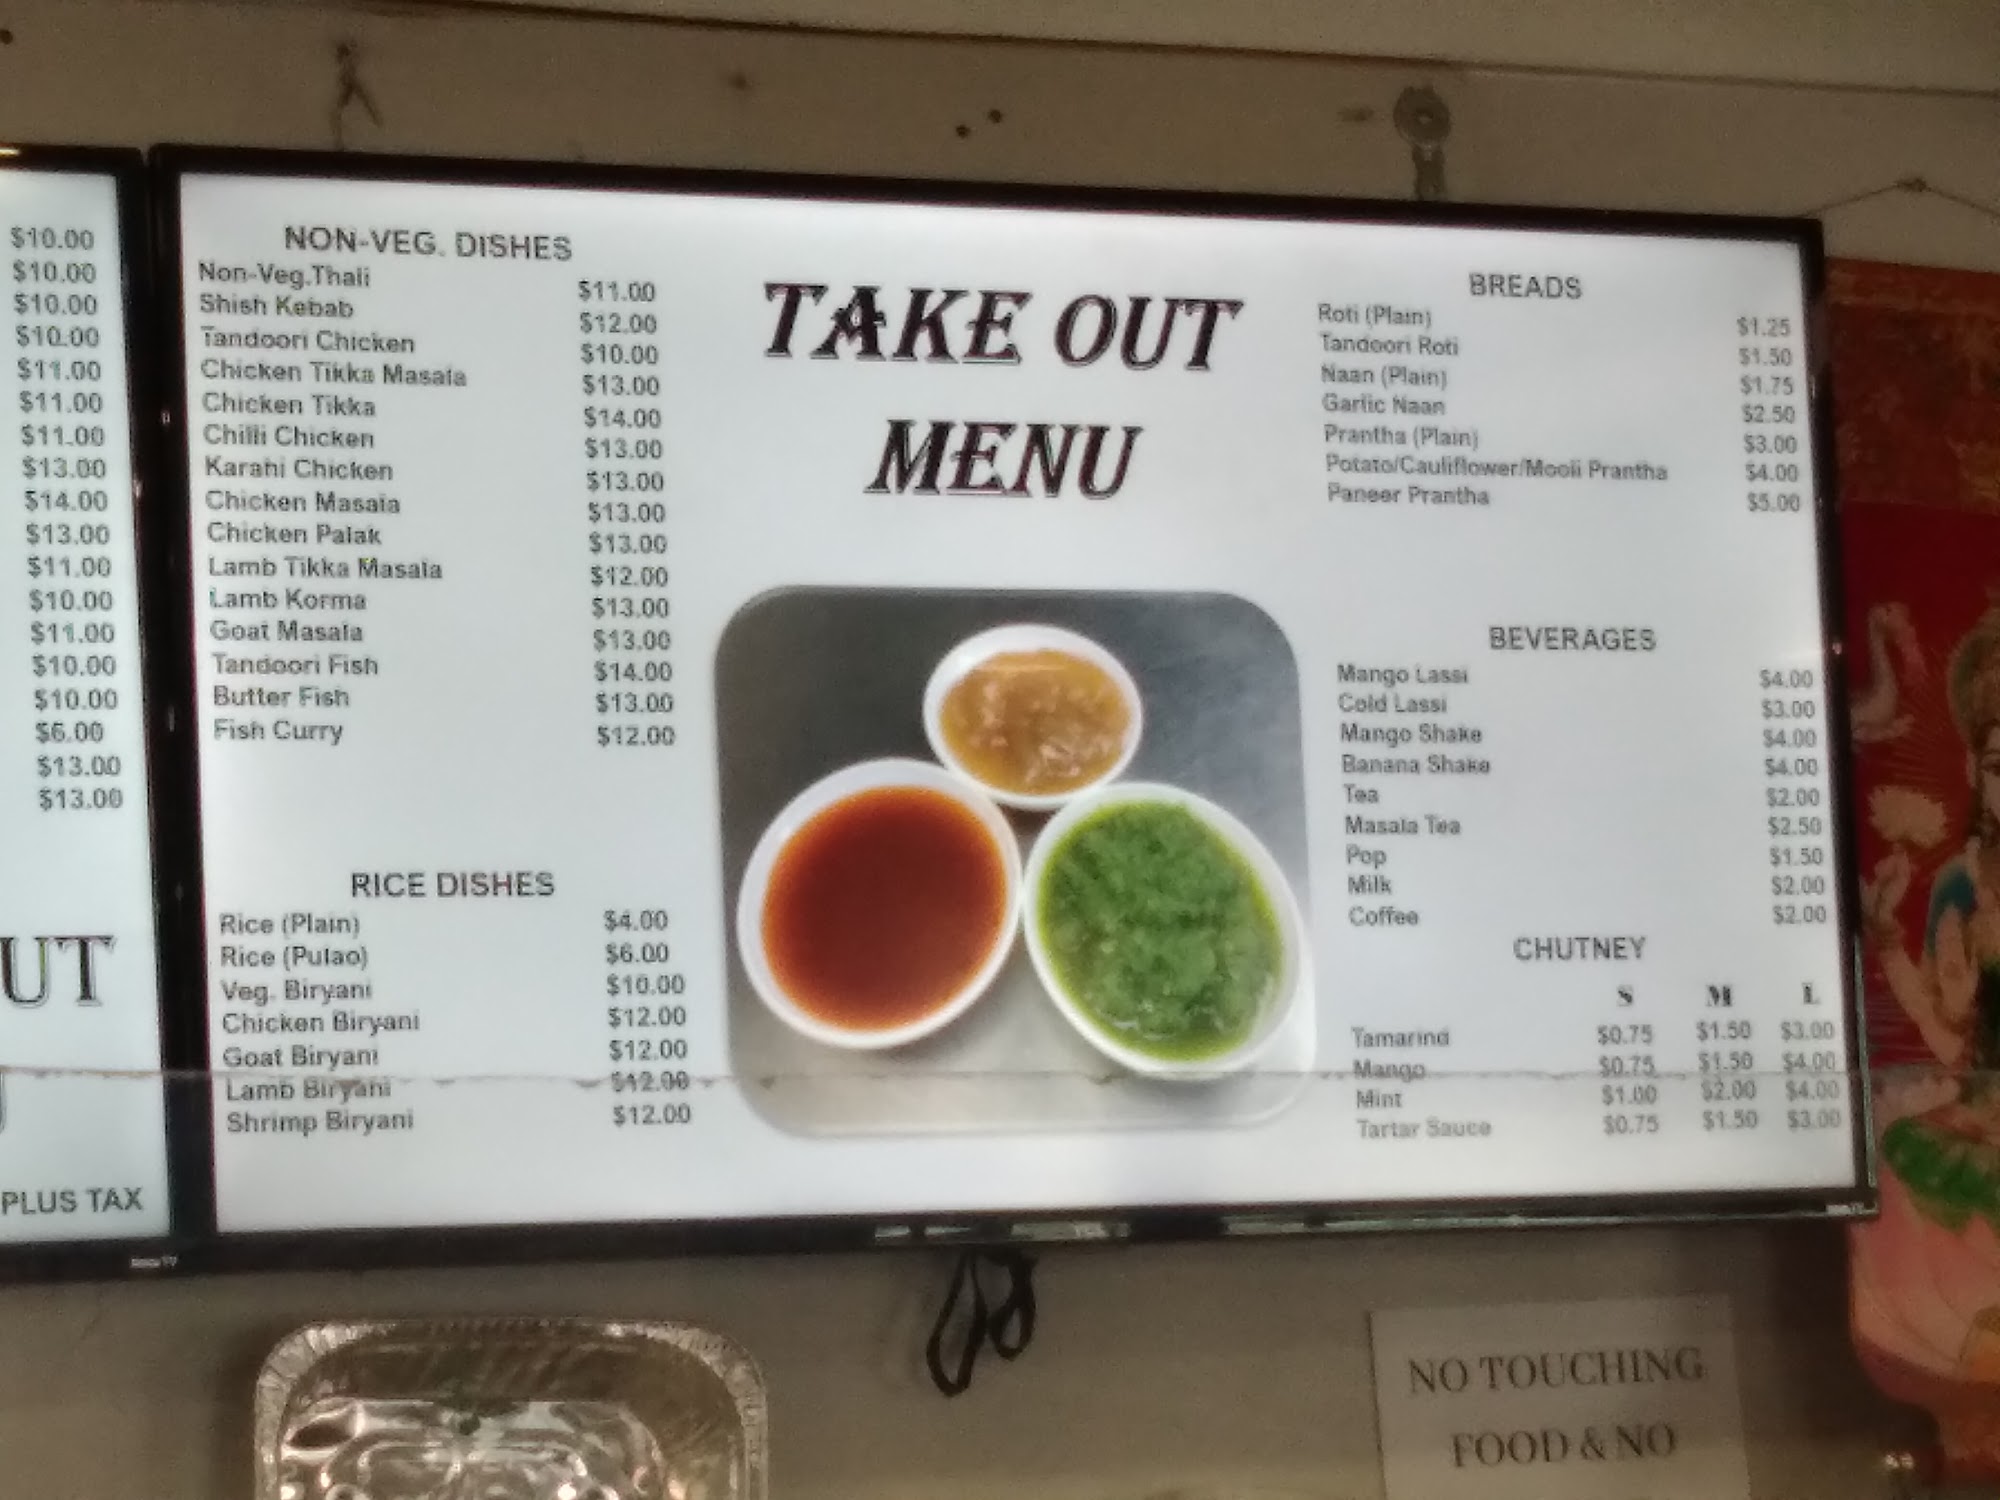 $10.00
$10.00
$10.00
$10.00
$11.00
$11.00
$11.00
$13.00
$14.00
$13.00
$11.00
$10.00
$11.00
$10.00
$10.00
$6.00
$13.00
$13.00
UT
PLUS TAX
NON-VEG. DISHES
Non-Veg.Thali $11.00
Shish Kebab $12.00
Tandoori Chicken $10.00
Chicken Tikka Masala $13.00
Chicken Tikka $14.00
Chilli Chicken $13.00
Karahi Chicken $13.00
Chicken Masala $13.00
Chicken Palak $13.00
Lamb Tikka Masala $12.00
Lamb Korma $13.00
Goat Masala $13.00
Tandoori Fish $14.00
Butter Fish $13.00
Fish Curry $12.00
RICE DISHES
Rice (Plain) $4.00
Rice (Pulao) $6.00
Veg. Biryani $10.00
Chicken Biryani $12.00
Goat Biryani $12.00
Lamb Biryani $12.00
Shrimp Biryani $12.00
TAKE OUT
MENU
BREADS
Roti (Plain) $1.25
Tandoori Roti $1.50
Naan (Plain) $1.75
Garlic Naan $2.50
Prantha (Plain) $3.00
Potato/Cauliflower/Mooli Prantha $4.00
Paneer Prantha $5.00
BEVERAGES
Mango Lassi $4.00
Cold Lassi $3.00
Mango Shake $4.00
Banana Shake $4.00
Tea $2.00
Masala Tea $2.50
Pop $1.50
Milk $2.00
Coffee $2.00
CHUTNEY
S M L
Tamarind $0.75 $1.50 $3.00
Mango $0.75 $1.50 $4.00
Mint $1.00 $2.00 $4.00
Tartar Sauce $0.75 $1.50 $3.00
NO TOUCHING
FOOD & NO